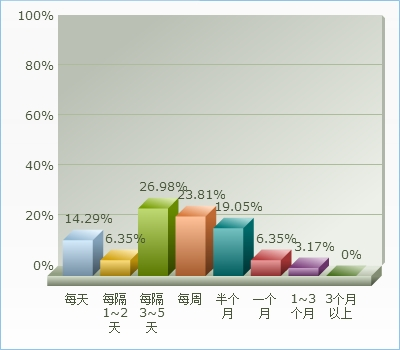 100%
80%
60%
40%
20%
0%
14.29%
6.35%
26.98%
23.81%
19.05%
6.35%
3.17%
0%
每天
每隔
1~2
天
每隔
3~5
天
每周
半个
月
一个
月
1~3
个月
3个月
以上